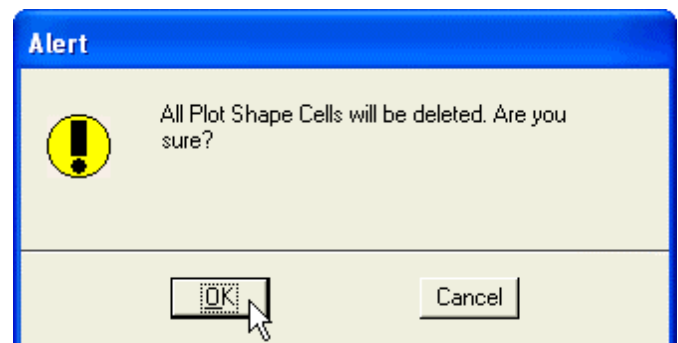 Alert
All Plot Shape Cells will be deleted. Are you
sure?
OK
Cancel